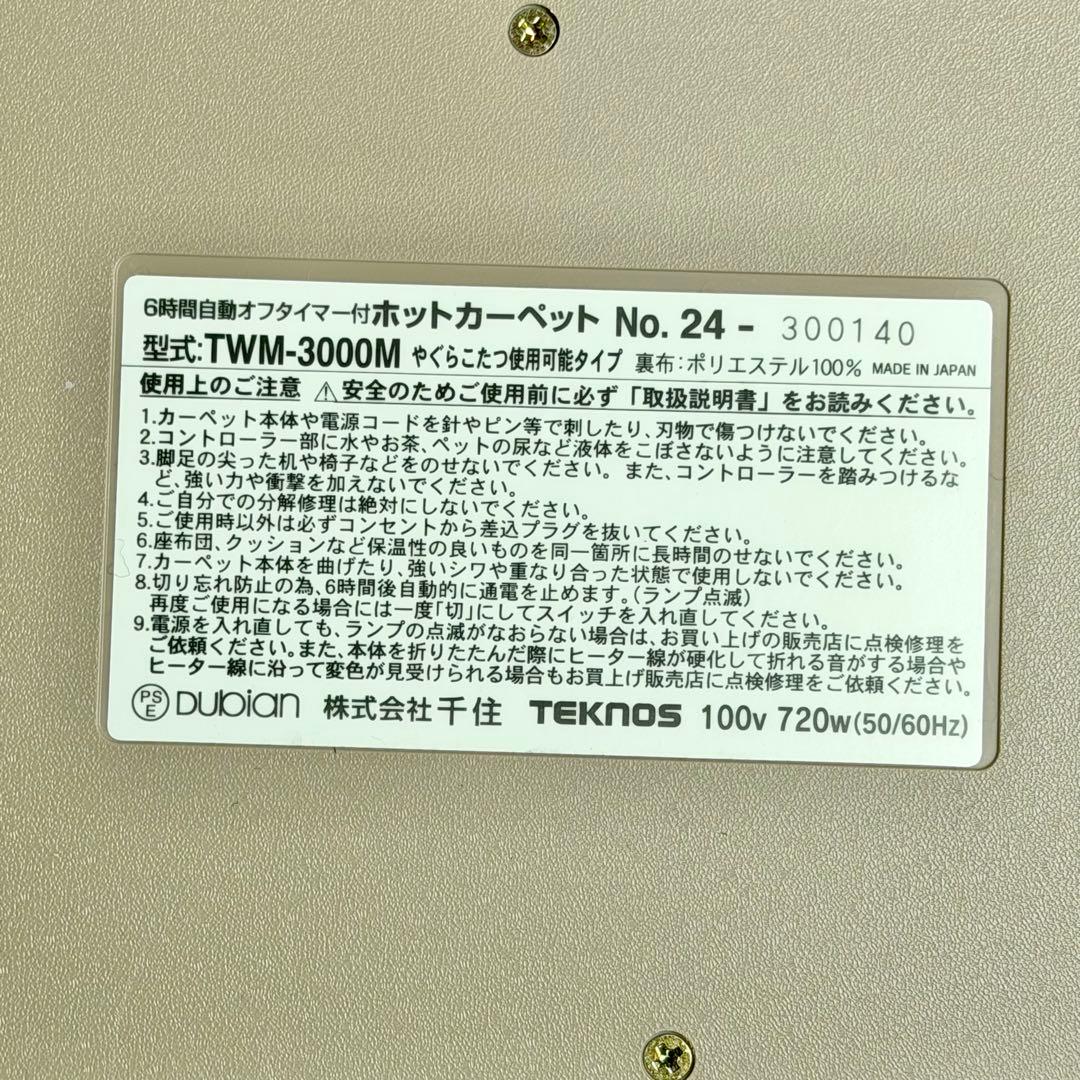 6時間自動オフタイマー付ホットカーペット No. 24 - 300140
型式:TWM-3000M やぐらこたつ使用可能タイプ 裏布:ポリエステル100% MADE IN JAPAN
使用上のご注意 ⚠安全のためご使用前に必ず「取扱説明書」をお読みください。
1.カーペット本体や電源コードを針やピン等で刺したり、刃物で傷つけないでください。
2.コントローラー部に水やお茶、ペットの尿など液体をこぼさないように注意してください。
3.脚足の尖った机や椅子などをのせないでください。また、コントローラーを踏みつけるな
ど、強い力や衝撃を加えないでください。
4.ご自分での分解修理は絶対にしないでください。
5.ご使用時以外は必ずコンセントから差込プラグを抜いてください。
6.座布団、クッションなど保温性の良いものを同一箇所に長時間のせないでください。
7.カーペット本体を曲げたり、強いシワや重なり合った状態で使用しないでください。
8.切り忘れ防止の為、6時間後自動的に通電を止めます。(ランプ点滅)
再度ご使用になる場合には一度「切」にしてスイッチを入れ直してください。
9.電源を入れ直しても、ランプの点滅がなおらない場合は、お買い上げの販売店に点検修理を
ご依頼ください。また、本体を折りたたんだ際にヒーター線が硬化して折れる音がする場合や
ヒーター線に沿って変色が見受けられる場合もお買上げ販売店に点検修理をご依頼ください。
PSE Dubian 株式会社千住 TEKNOS 100v 720w(50/60Hz)